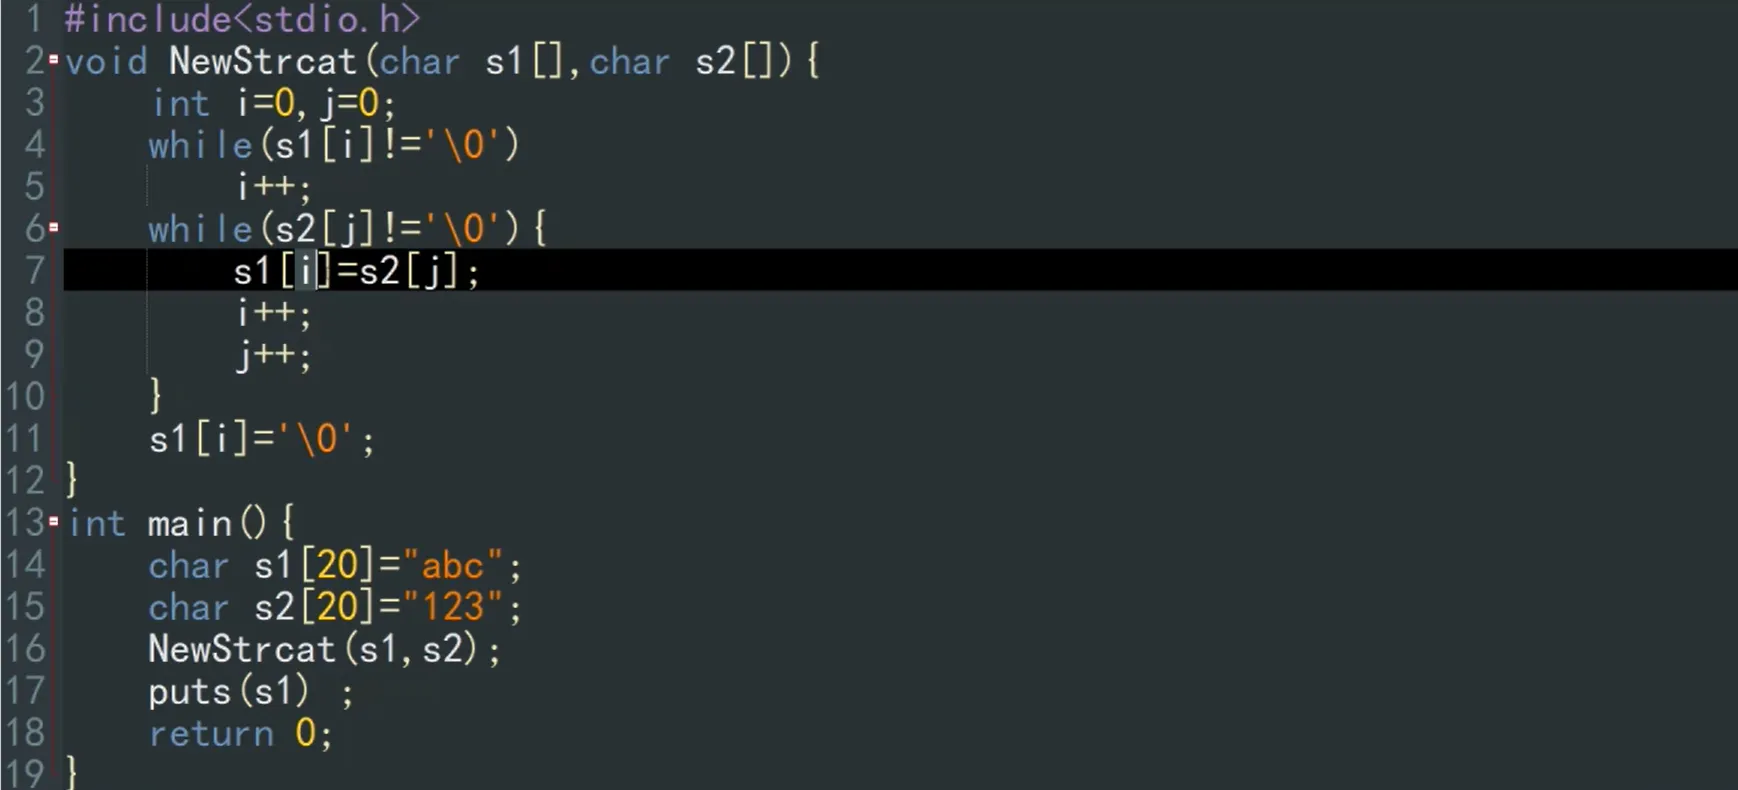 1 #include<stdio.h>
2 void NewStrcat(char s1[],char s2[]){
3 int i=0,j=0;
4 while(s1[i]!='\0')
5 i++;
6 while(s2[j]!='\0'){
7 s1[i]=s2[j];
8 i++;
9 j++;
10 }
11 s1[i]='\0';
12 }
13 int main(){
14 char s1[20]="abc";
15 char s2[20]="123";
16 NewStrcat(s1,s2);
17 puts(s1) ;
18 return 0;
19 }